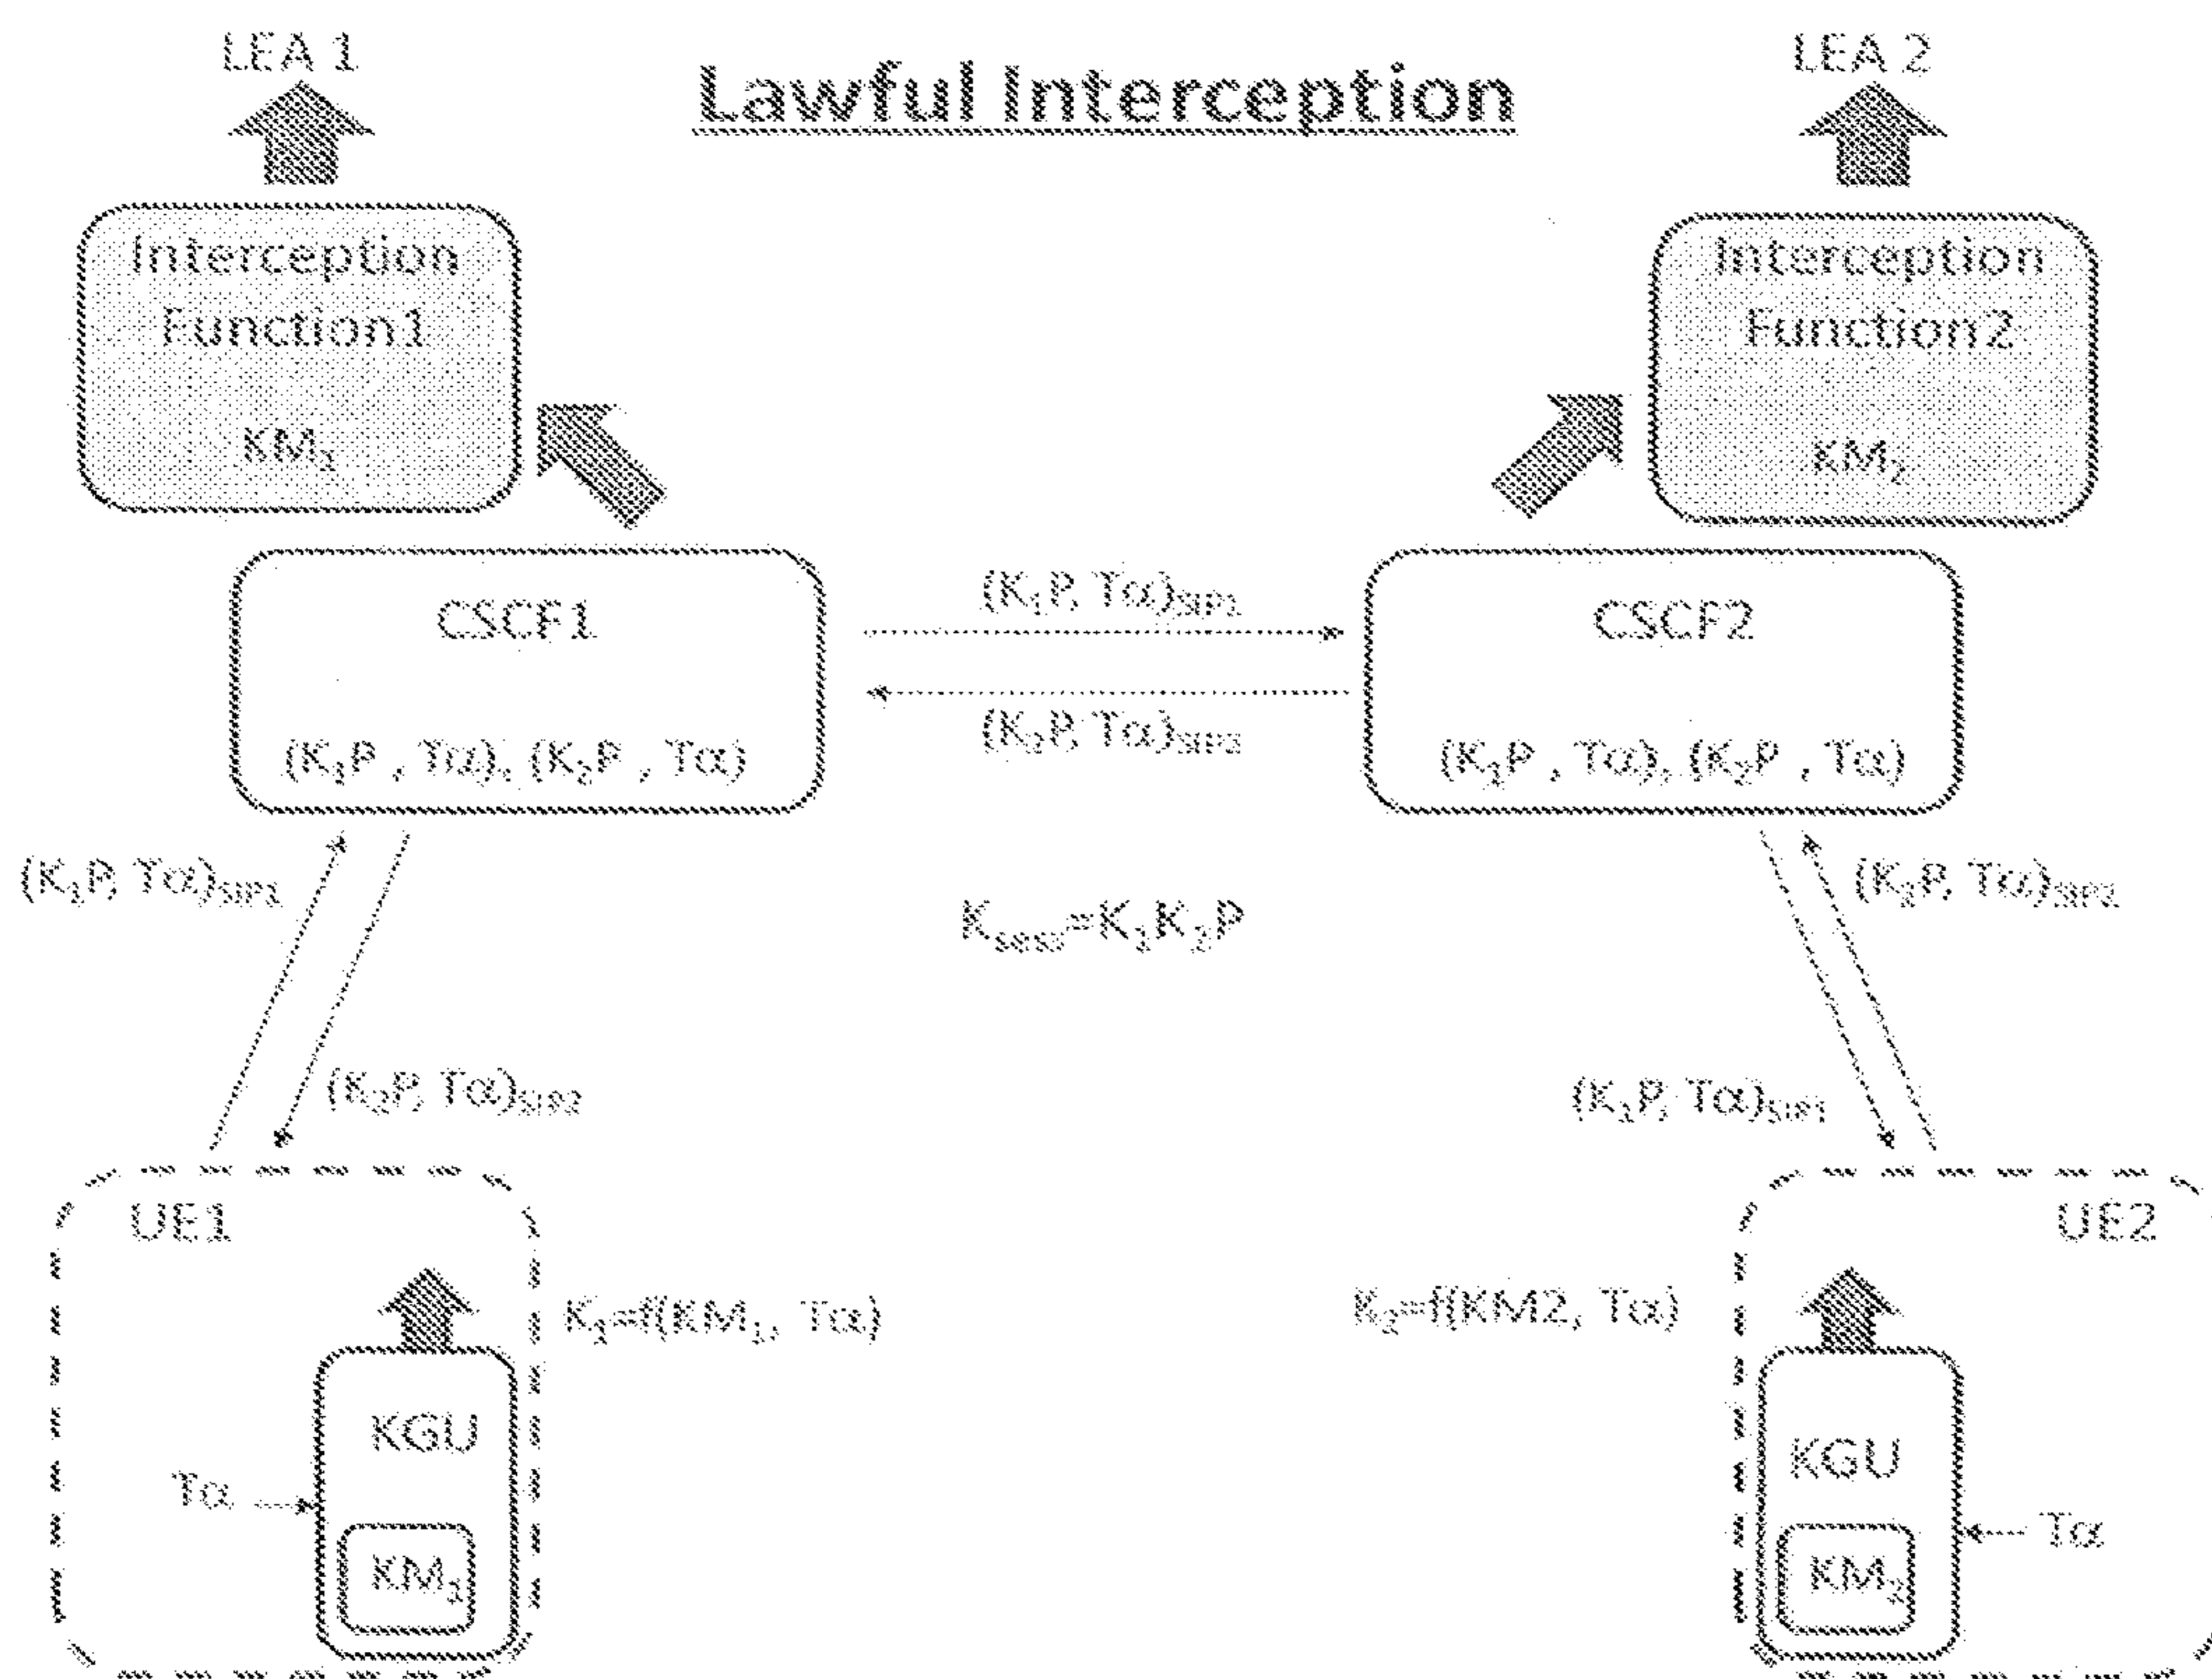 LEA 1
Lawful Interception
LEA 2
Interception
Function1
KM₁
Interception
Function2
KM₂
CSCF1
(K₁P , Tα), (K₂P , Tα)
(K₁P, Tα)SIP1
(K₂P, Tα)SIP2
CSCF2
(K₁P , Tα), (K₂P , Tα)
(K₁P, Tα)SIP1
Ksess=K₁K₂P
(K₂P, Tα)SIP2
(K₂P, Tα)SIP2
(K₁P, Tα)SIP1
UE1
UE2
K₁=f(KM₁, Tα)
K₂=f(KM2, Tα)
KGU
Tα
KM₁
KGU
Tα
KM₂